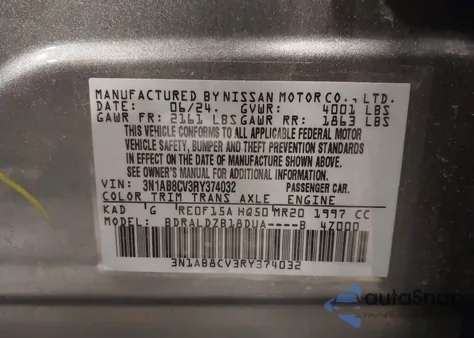 MANUFACTURED BY NISSAN MOTOR CO., LTD.
DATE: 06/24. GVWR: 4001 LBS
GAWR FR: 2161 LBS GAWR RR: 1863 LBS
THIS VEHICLE CONFORMS TO ALL APPLICABLE FEDERAL MOTOR
VEHICLE SAFETY, BUMPER AND THEFT PREVENTION STANDARDS
IN EFFECT ON THE DATE OF MANUFACTURE SHOWN ABOVE.
SEE OWNER'S MANUAL FOR ADDITIONAL INFORMATION
VIN: 3N1AB8CV3RY374032 PASSENGER CAR.
COLOR TRIM TRANS AXLE ENGINE
KAD G RE0F15A HQ50 MR20 1997 CC
MODEL: BDRALDZB18DUA----B 4Z000
3N1AB8CV3RY374032
autoSnap